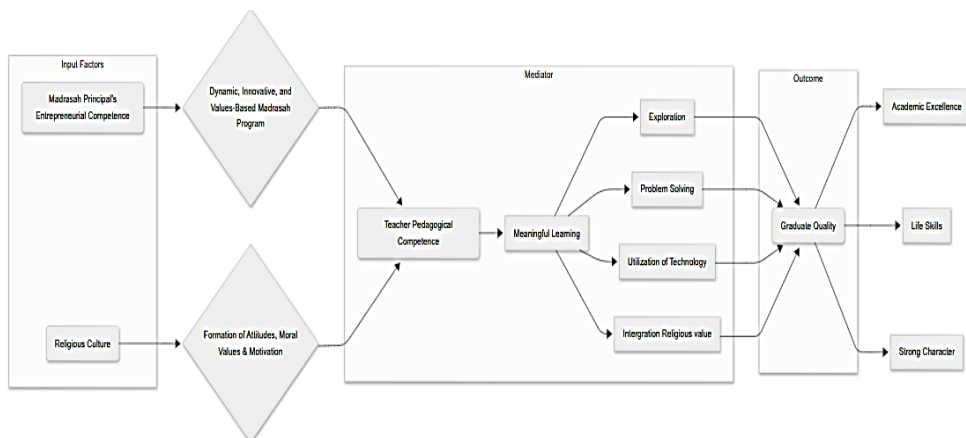 Input Factors
Madrasah Principal's
Entrepreneurial Competence
Religious Culture
Dynamic, Innovative, and
Values-Based Madrasah
Program
Formation of Attitudes, Moral
Values & Motivation
Mediator
Teacher Pedagogical
Competence
Meaningful Learning
Exploration
Problem Solving
Utilization of Technology
Intergration Religious value
Outcome
Graduate Quality
Academic Excellence
Life Skills
Strong Character